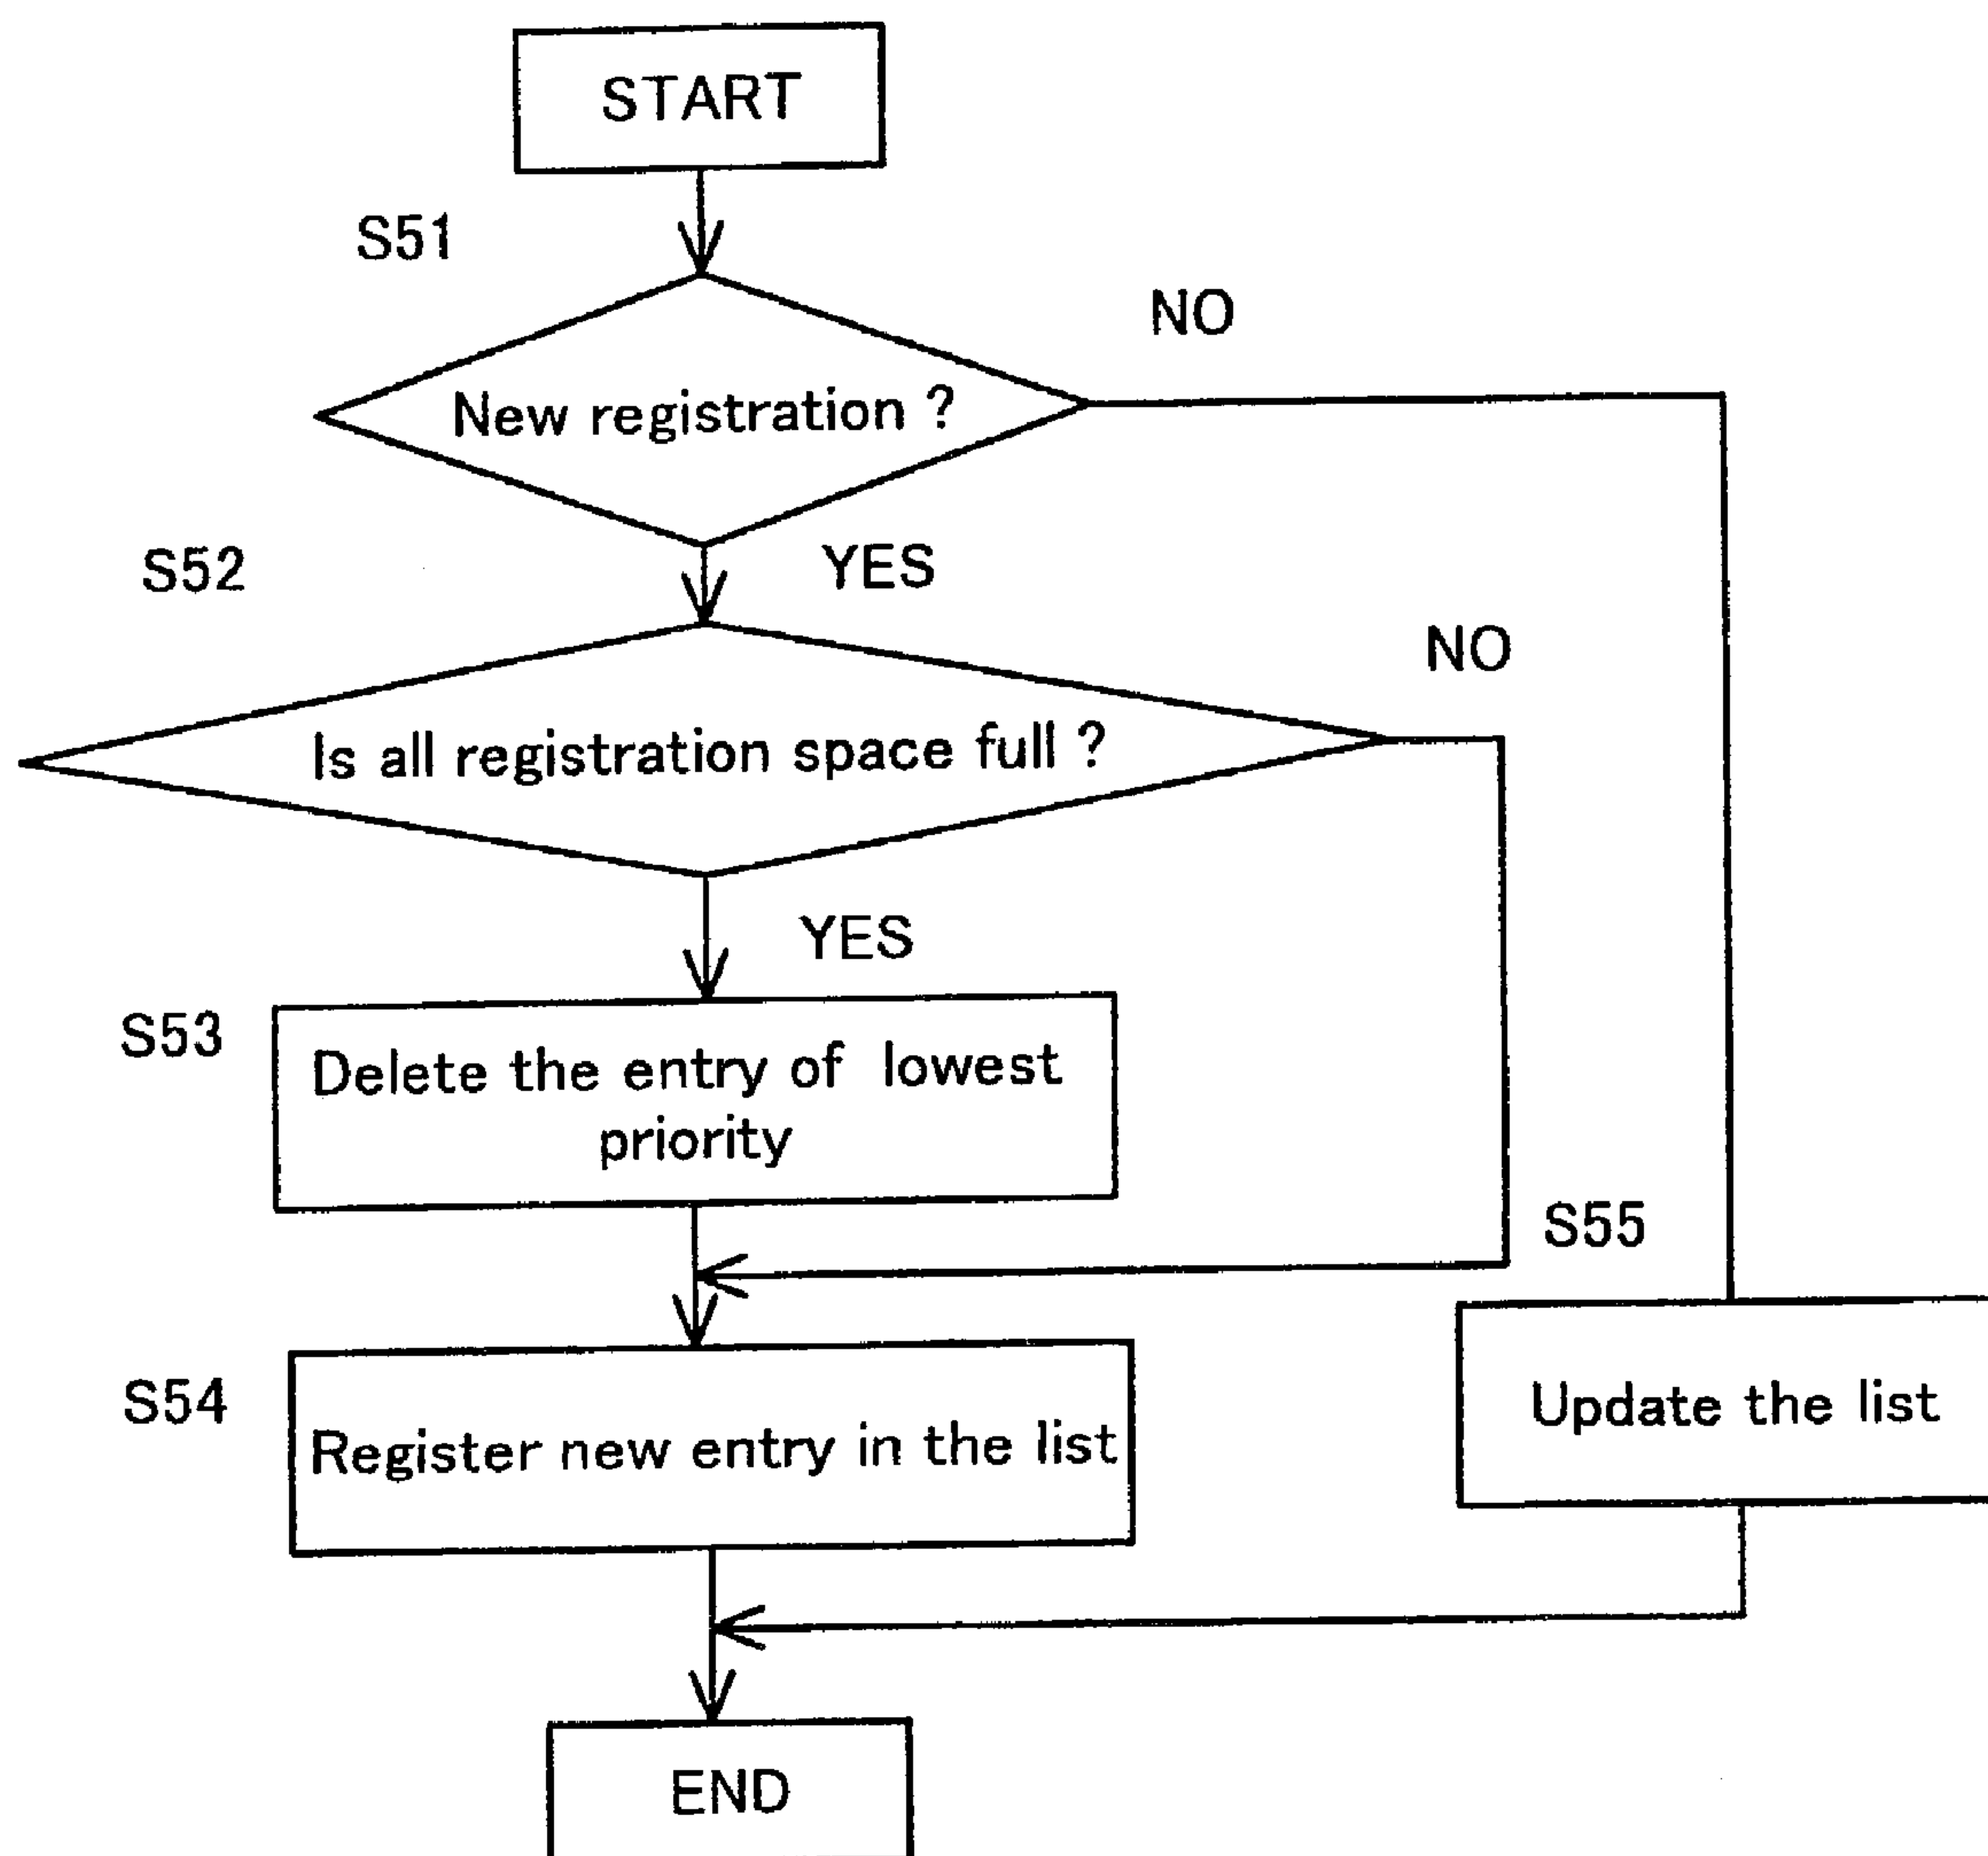 START
S51
NO
New registration ?
S52
YES
NO
Is all registration space full ?
YES
S53
Delete the entry of lowest
priority
S55
S54
Update the list
Register new entry in the list
END